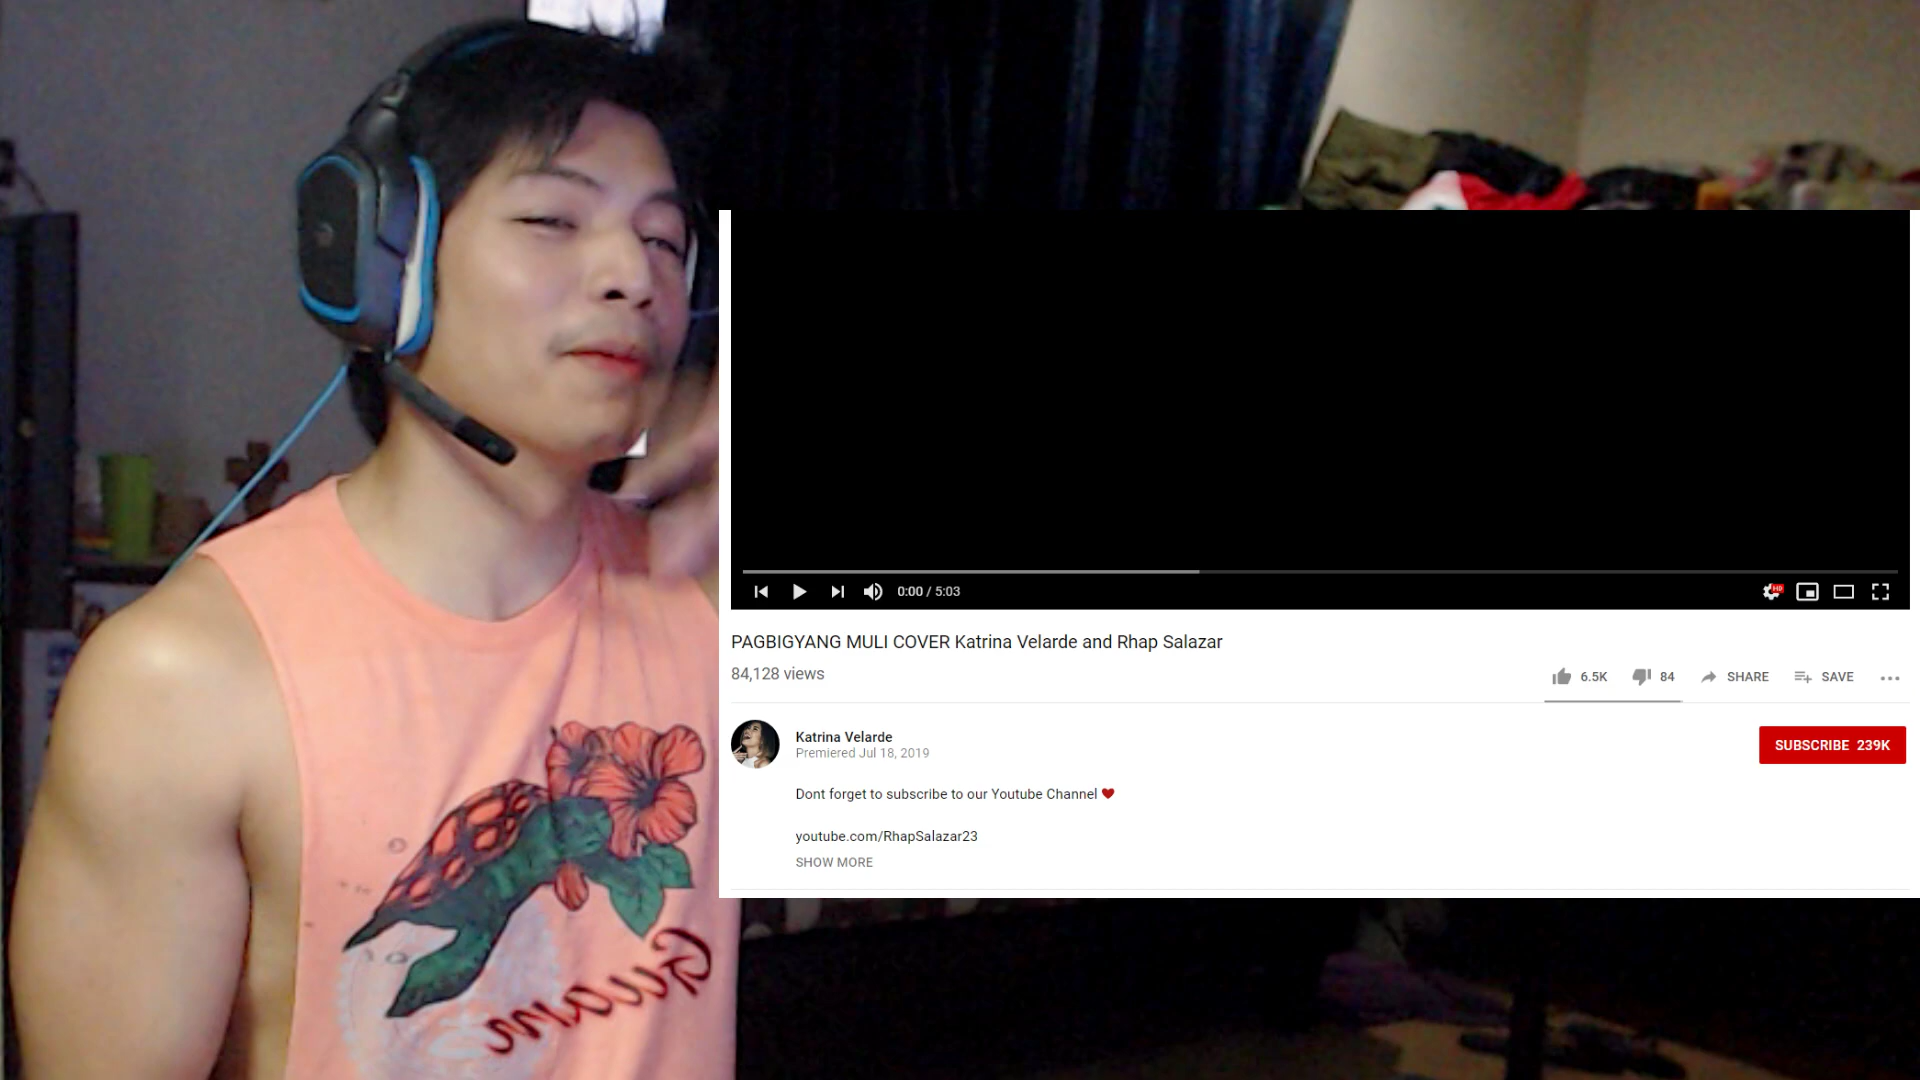 0:00 / 5:03
HD
PAGBIGYANG MULI COVER Katrina Velarde and Rhap Salazar
84,128 views
6.5K 84 SHARE SAVE
Katrina Velarde
Premiered Jul 18, 2019
SUBSCRIBE 239K
Dont forget to subscribe to our Youtube Channel ❤
youtube.com/RhapSalazar23
SHOW MORE
Guam